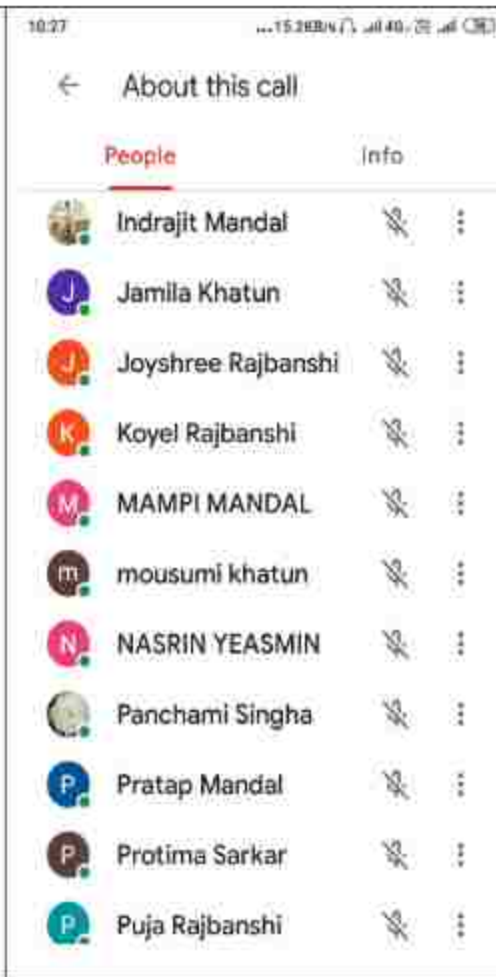 10:27
About this call
People Info
Indrajit Mandal
J Jamila Khatun
J Joyshree Rajbanshi
K Koyel Rajbanshi
M MAMPI MANDAL
m mousumi khatun
N NASRIN YEASMIN
Panchami Singha
P Pratap Mandal
P Protima Sarkar
P Puja Rajbanshi